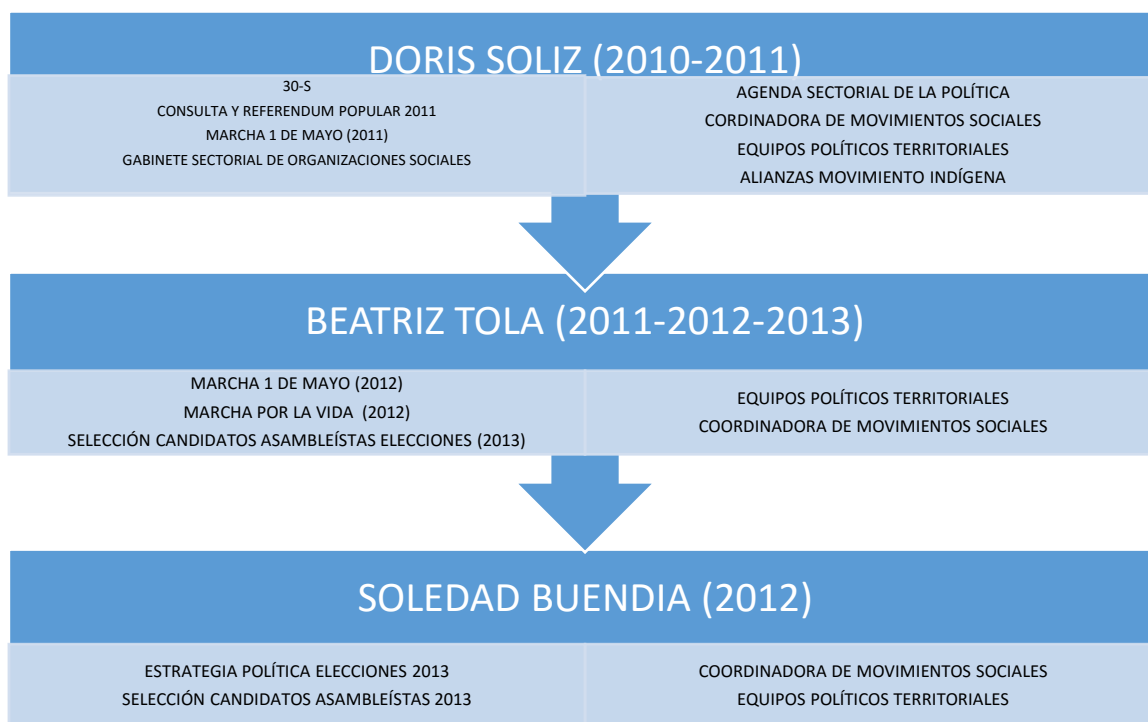 DORIS SOLIZ (2010-2011)
30-S
CONSULTA Y REFERENDUM POPULAR 2011
MARCHA 1 DE MAYO (2011)
GABINETE SECTORIAL DE ORGANIZACIONES SOCIALES
AGENDA SECTORIAL DE LA POLÍTICA
CORDINADORA DE MOVIMIENTOS SOCIALES
EQUIPOS POLÍTICOS TERRITORIALES
ALIANZAS MOVIMIENTO INDÍGENA
BEATRIZ TOLA (2011-2012-2013)
MARCHA 1 DE MAYO (2012)
MARCHA POR LA VIDA (2012)
SELECCIÓN CANDIDATOS ASAMBLEÍSTAS ELECCIONES (2013)
EQUIPOS POLÍTICOS TERRITORIALES
COORDINADORA DE MOVIMIENTOS SOCIALES
SOLEDAD BUENDIA (2012)
ESTRATEGIA POLÍTICA ELECCIONES 2013
SELECCIÓN CANDIDATOS ASAMBLEÍSTAS 2013
COORDINADORA DE MOVIMIENTOS SOCIALES
EQUIPOS POLÍTICOS TERRITORIALES